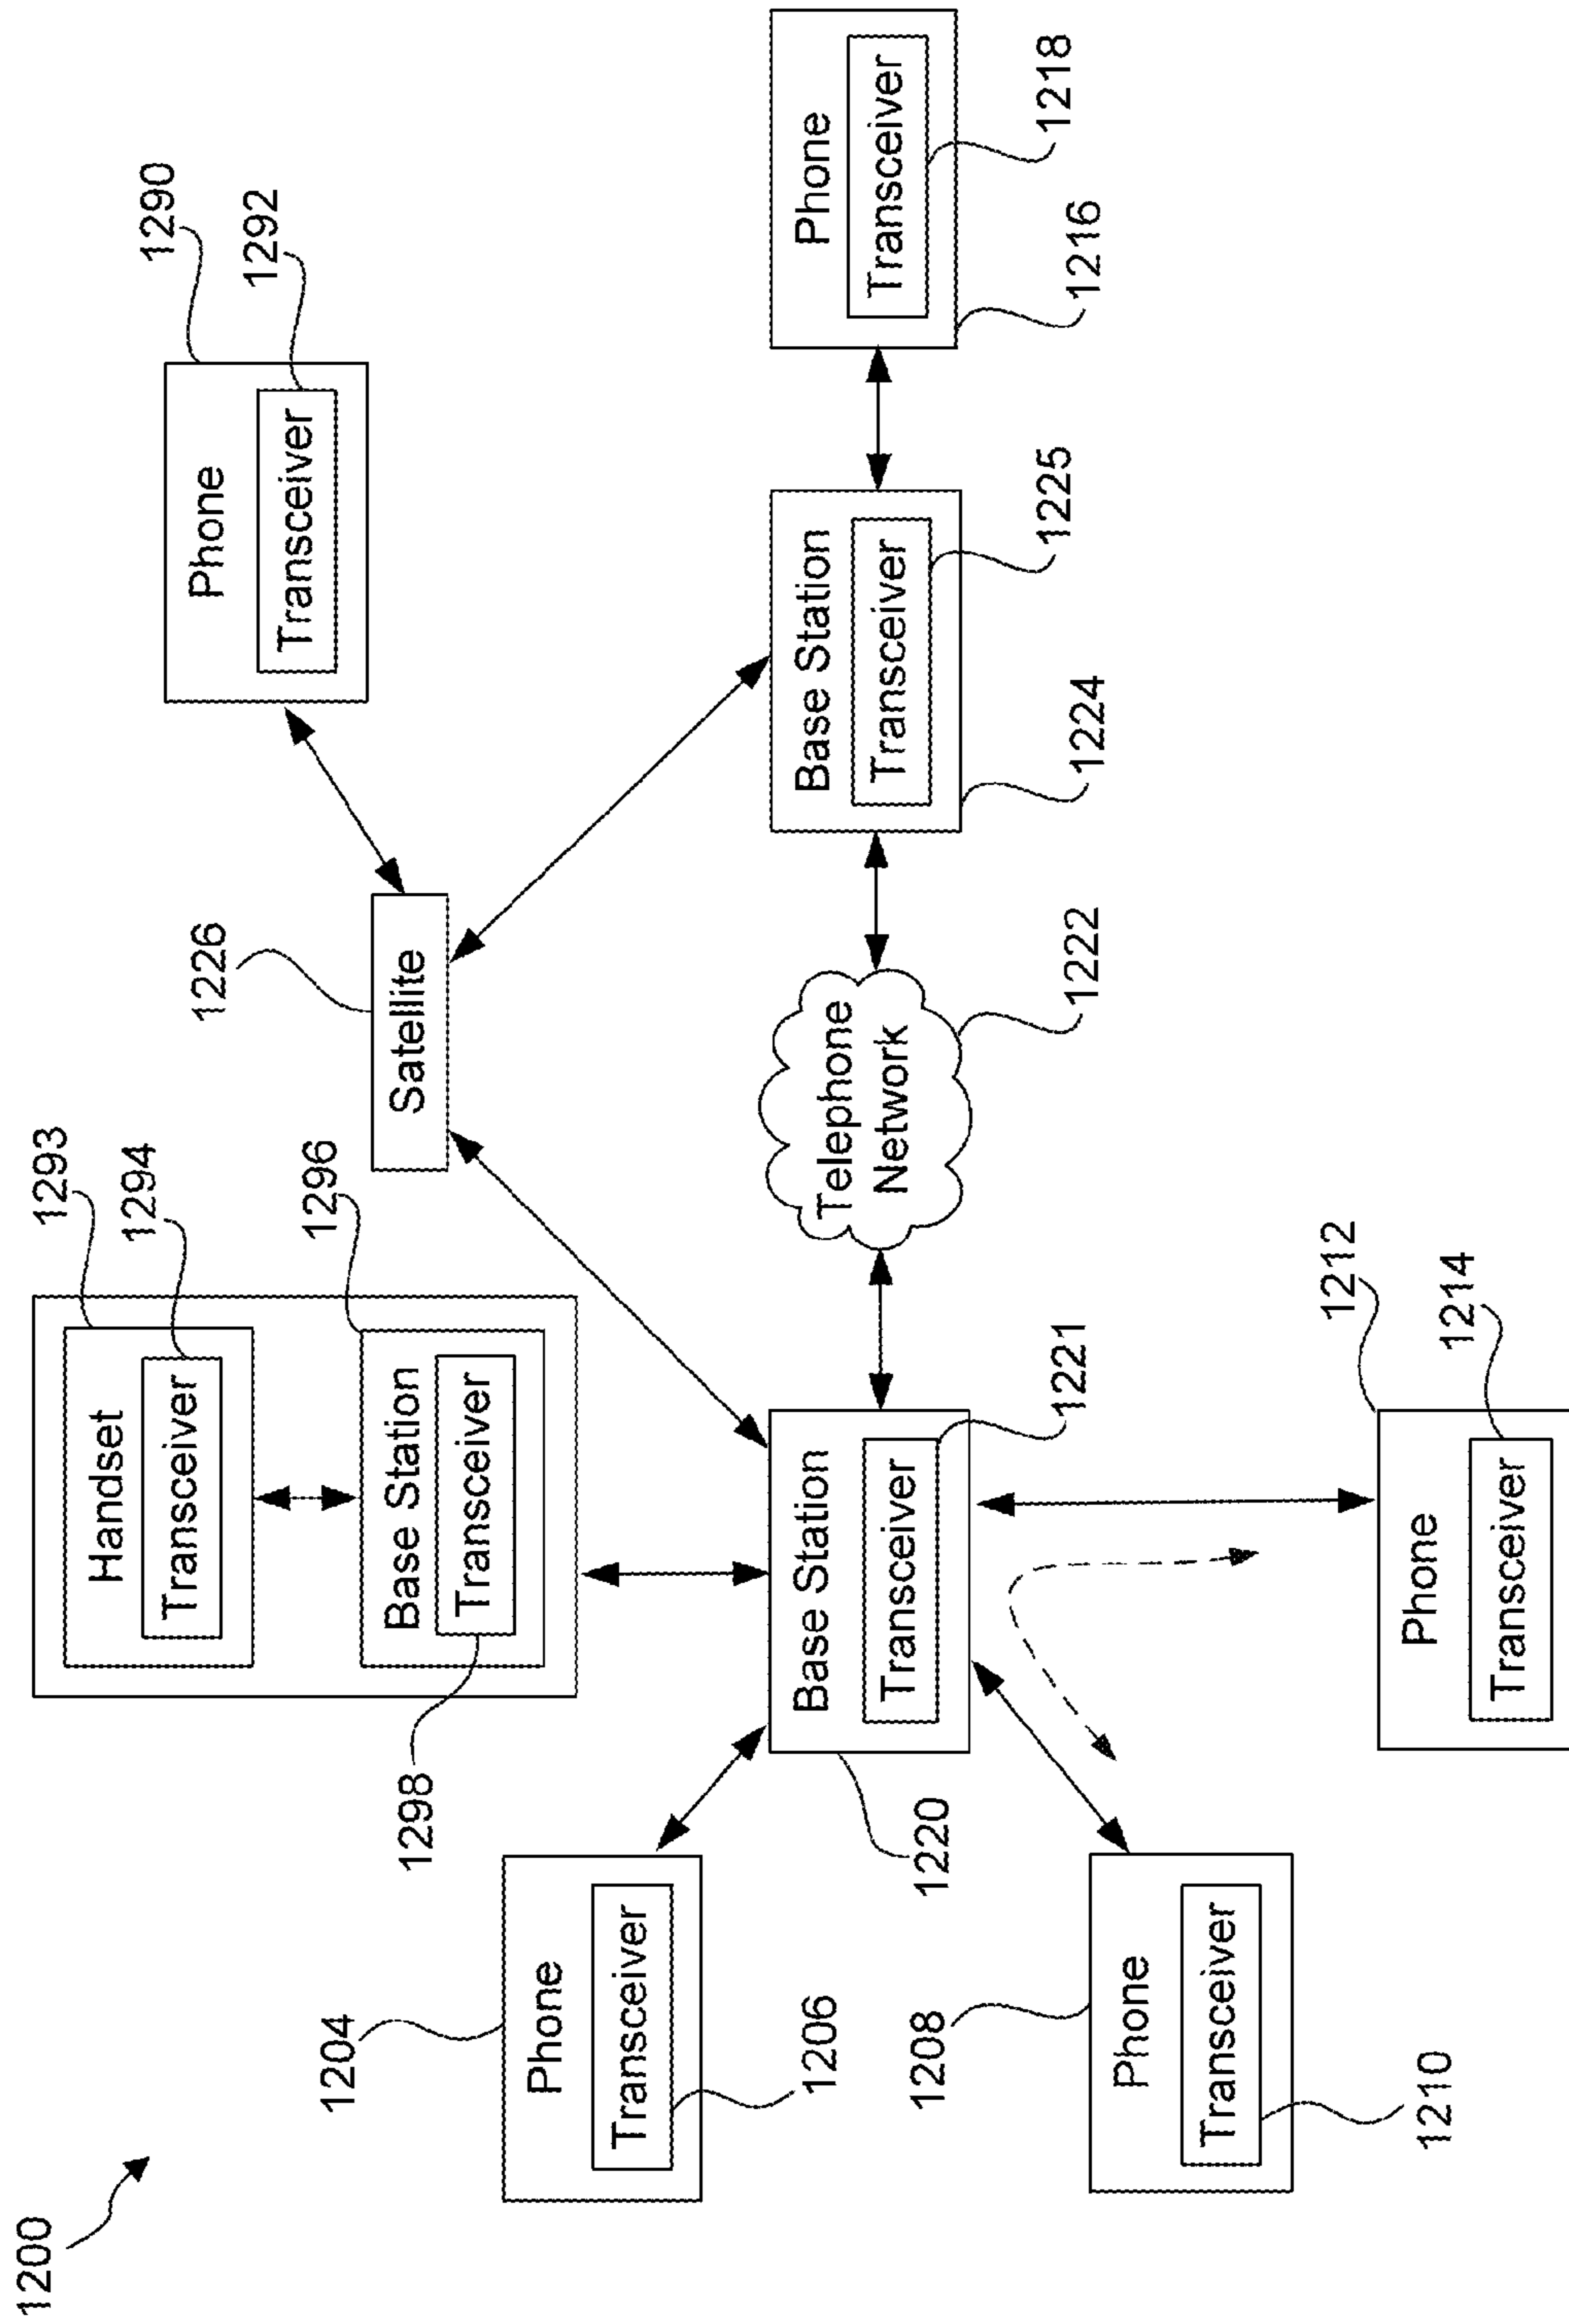 1200
1293
Handset
1294
Transceiver
1296
Base Station
Transceiver
1298
1290
Phone
1292
Transceiver
1226
Satellite
1204
Phone
Transceiver
1206
Base Station
Transceiver
1220
1221
Telephone
Network
1222
Base Station
Transceiver
1225
1224
Phone
Transceiver
1218
1216
1208
Phone
Transceiver
1210
1212
Phone
1214
Transceiver